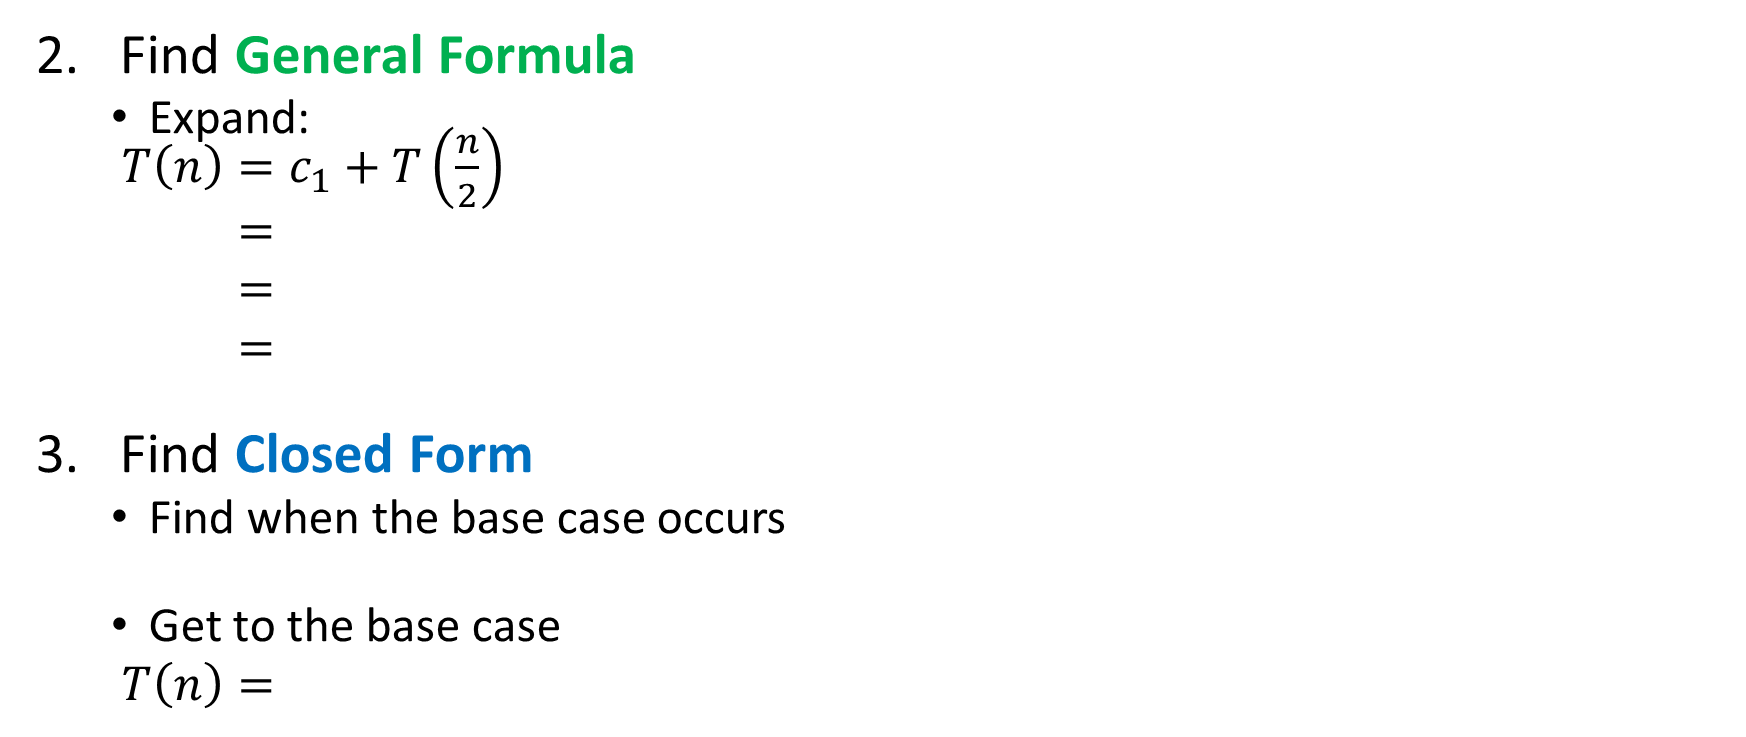 2. Find General Formula
• Expand:
T(n) = c₁ + T(n/2)
=
=
=
3. Find Closed Form
• Find when the base case occurs
• Get to the base case
T(n) =